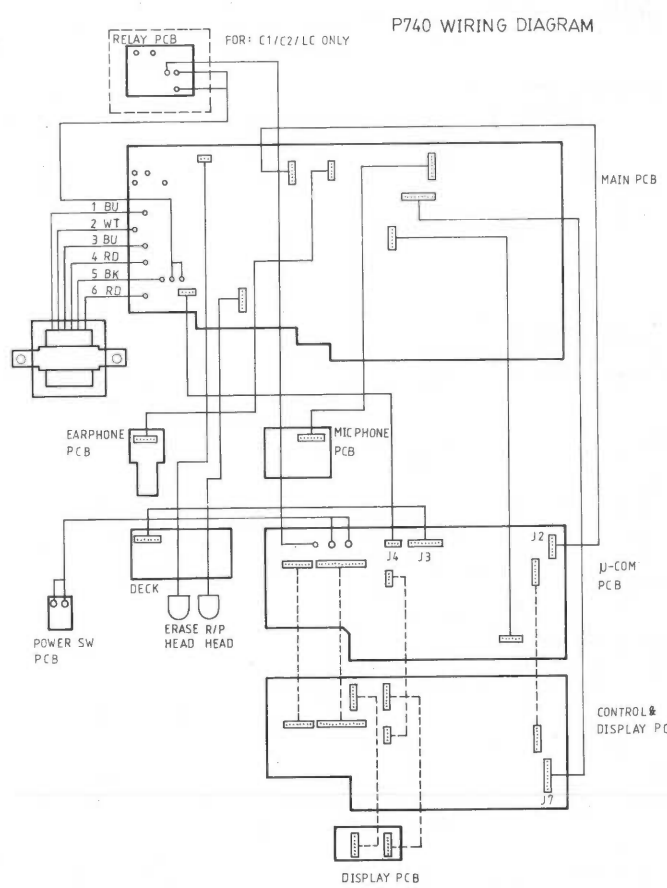 P740 WIRING DIAGRAM
RELAY PCB
FOR: C1/C2/LC ONLY
MAIN PCB
1 BU
2 WT
3 BU
4 RD
5 BK
6 RD
EARPHONE
PCB
MICPHONE
PCB
J4
J3
J2
μ-COM
PCB
DECK
ERASE
HEAD
R/P
HEAD
POWER SW
PCB
CONTROL&
DISPLAY PC
J7
DISPLAY PCB